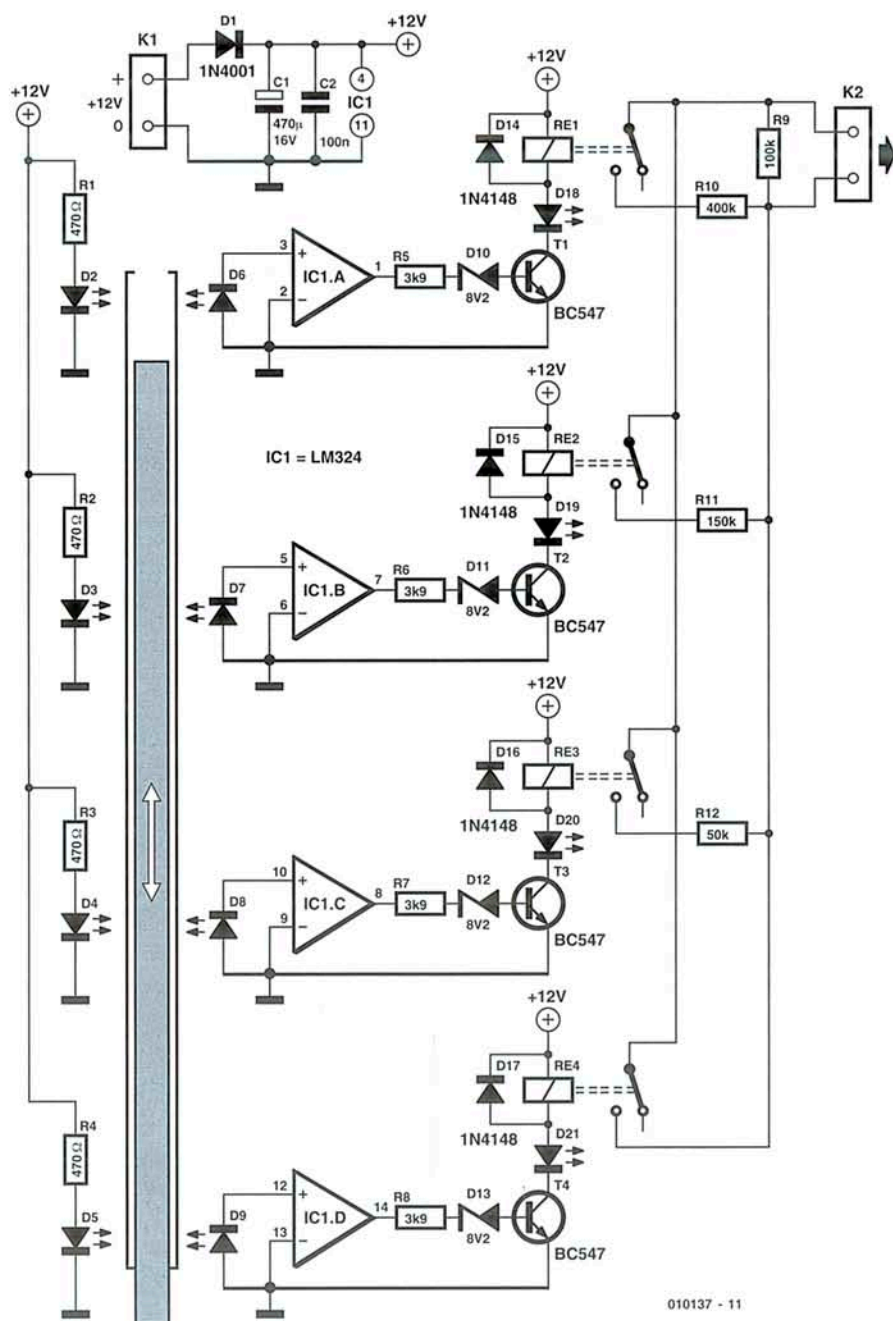 K1
+
+12V
0
D1
1N4001
+12V
C1
470µ
16V
C2
100n
4
IC1
11
+12V
R1
470Ω
D2
D6
3
+
2
–
IC1.A
1
R5
3k9
D10
8V2
+12V
D14
1N4148
RE1
D18
T1
BC547
R10
400k
R9
100k
K2
IC1 = LM324
R2
470Ω
D3
D7
5
+
6
–
IC1.B
7
R6
3k9
D11
8V2
+12V
D15
1N4148
RE2
D19
T2
BC547
R11
150k
R3
470Ω
D4
D8
10
+
9
–
IC1.C
8
R7
3k9
D12
8V2
+12V
D16
1N4148
RE3
D20
T3
BC547
R12
50k
R4
470Ω
D5
D9
12
+
13
–
IC1.D
14
R8
3k9
D13
8V2
+12V
D17
1N4148
RE4
D21
T4
BC547
010137 - 11